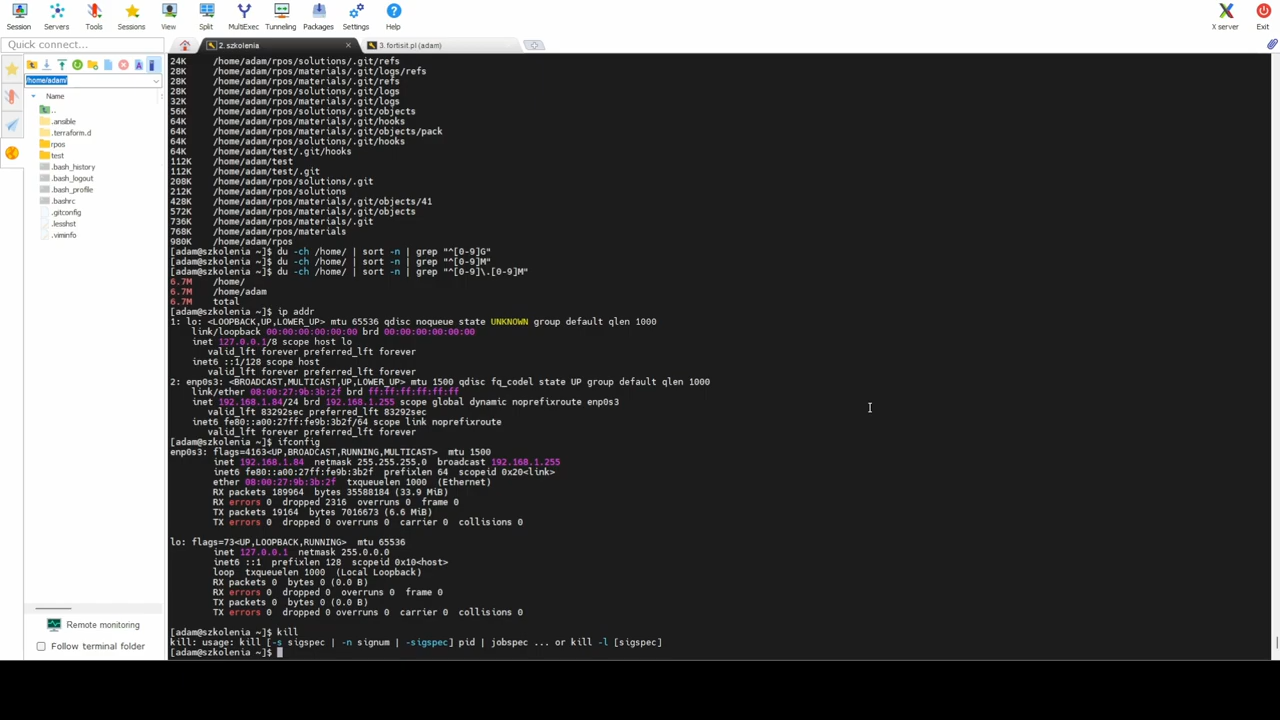 Session Servers Tools Sessions View Split MultiExec Tunneling Packages Settings Help X server Exit
Quick connect... 2. szkolenia 3. fortisit.pl (adam)
/home/adam/
Name
..
.ansible
.terraform.d
rpos
test
.bash_history
.bash_logout
.bash_profile
.bashrc
.gitconfig
.lesshst
.viminfo
Remote monitoring
Follow terminal folder
24K /home/adam/rpos/solutions/.git/refs
28K /home/adam/rpos/materials/.git/logs/refs
28K /home/adam/rpos/materials/.git/refs
28K /home/adam/rpos/solutions/.git/logs
32K /home/adam/rpos/materials/.git/logs
56K /home/adam/rpos/solutions/.git/objects
64K /home/adam/rpos/materials/.git/hooks
64K /home/adam/rpos/materials/.git/objects/pack
64K /home/adam/rpos/solutions/.git/hooks
64K /home/adam/test/.git/hooks
112K /home/adam/test
112K /home/adam/test/.git
208K /home/adam/rpos/solutions/.git
212K /home/adam/rpos/solutions
428K /home/adam/rpos/materials/.git/objects/41
572K /home/adam/rpos/materials/.git/objects
736K /home/adam/rpos/materials/.git
768K /home/adam/rpos/materials
980K /home/adam/rpos
[adam@szkolenia ~]$ du -ch /home/ | sort -n | grep "^[0-9]G"
[adam@szkolenia ~]$ du -ch /home/ | sort -n | grep "^[0-9]M"
[adam@szkolenia ~]$ du -ch /home/ | sort -n | grep "^[0-9]\.[0-9]M"
6.7M /home/
6.7M /home/adam
6.7M total
[adam@szkolenia ~]$ ip addr
1: lo: <LOOPBACK,UP,LOWER_UP> mtu 65536 qdisc noqueue state UNKNOWN group default qlen 1000
link/loopback 00:00:00:00:00:00 brd 00:00:00:00:00:00
inet 127.0.0.1/8 scope host lo
valid_lft forever preferred_lft forever
inet6 ::1/128 scope host
valid_lft forever preferred_lft forever
2: enp0s3: <BROADCAST,MULTICAST,UP,LOWER_UP> mtu 1500 qdisc fq_codel state UP group default qlen 1000
link/ether 08:00:27:9b:3b:2f brd ff:ff:ff:ff:ff:ff
inet 192.168.1.84/24 brd 192.168.1.255 scope global dynamic noprefixroute enp0s3
valid_lft 83292sec preferred_lft 83292sec
inet6 fe80::a00:27ff:fe9b:3b2f/64 scope link noprefixroute
valid_lft forever preferred_lft forever
[adam@szkolenia ~]$ ifconfig
enp0s3: flags=4163<UP,BROADCAST,RUNNING,MULTICAST> mtu 1500
inet 192.168.1.84 netmask 255.255.255.0 broadcast 192.168.1.255
inet6 fe80::a00:27ff:fe9b:3b2f prefixlen 64 scopeid 0x20<link>
ether 08:00:27:9b:3b:2f txqueuelen 1000 (Ethernet)
RX packets 189964 bytes 35588184 (33.9 MiB)
RX errors 0 dropped 2316 overruns 0 frame 0
TX packets 19164 bytes 7016673 (6.6 MiB)
TX errors 0 dropped 0 overruns 0 carrier 0 collisions 0
lo: flags=73<UP,LOOPBACK,RUNNING> mtu 65536
inet 127.0.0.1 netmask 255.0.0.0
inet6 ::1 prefixlen 128 scopeid 0x10<host>
loop txqueuelen 1000 (Local Loopback)
RX packets 0 bytes 0 (0.0 B)
RX errors 0 dropped 0 overruns 0 frame 0
TX packets 0 bytes 0 (0.0 B)
TX errors 0 dropped 0 overruns 0 carrier 0 collisions 0
[adam@szkolenia ~]$ kill
kill: usage: kill [-s sigspec | -n signum | -sigspec] pid | jobspec ... or kill -l [sigspec]
[adam@szkolenia ~]$